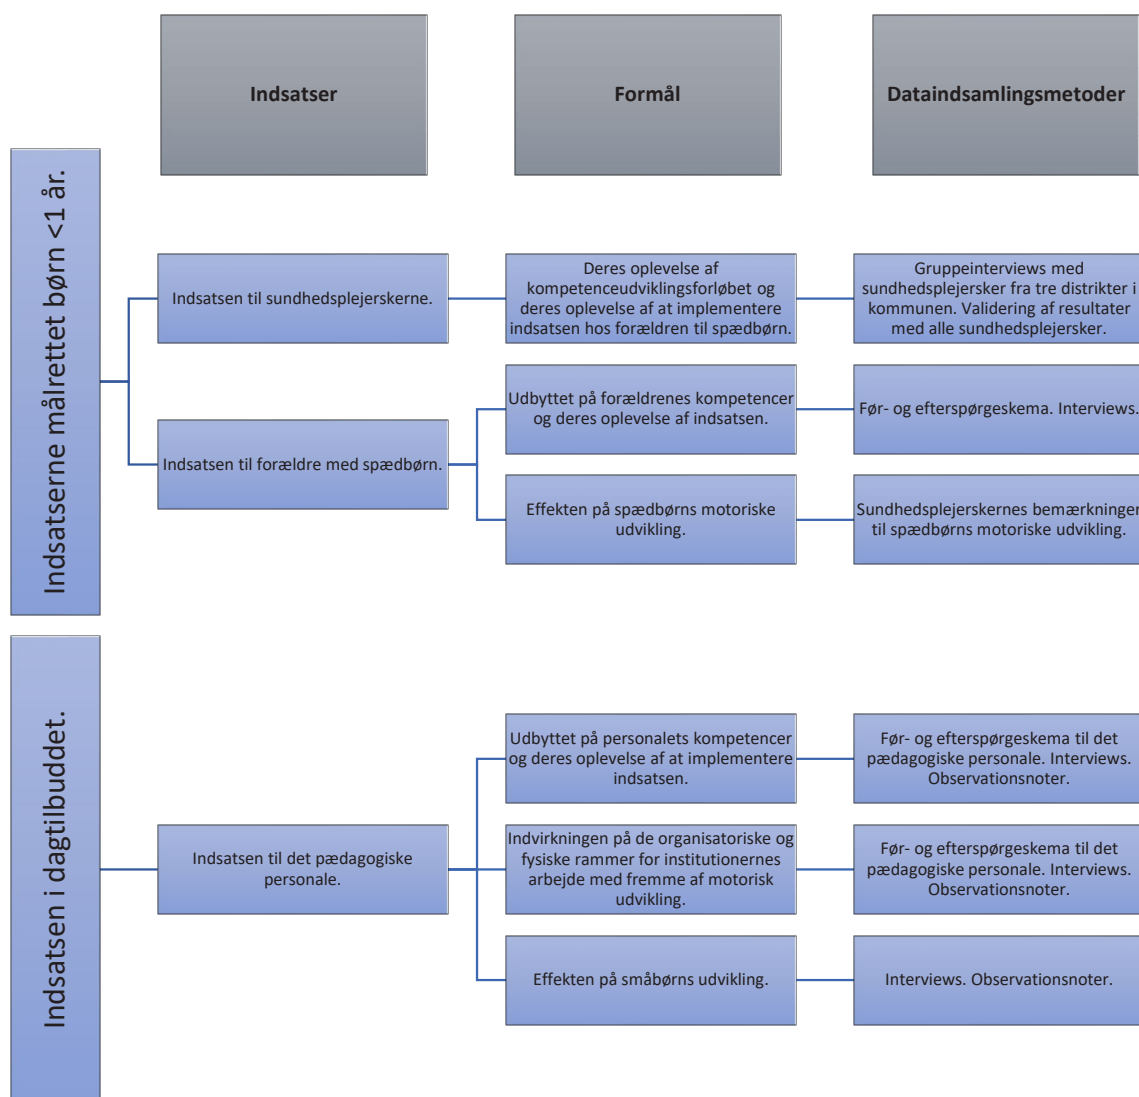 Indsatser
Formål
Dataindsamlingsmetoder
Indsatserne målrettet børn <1 år.
Indsatsen til sundhedsplejerskerne.
Deres oplevelse af
kompetenceudviklingsforløbet og
deres oplevelse af at implementere
indsatsen hos forældren til spædbørn.
Gruppeinterviews med
sundhedsplejersker fra tre distrikter i
kommunen. Validering af resultater
med alle sundhedsplejersker.
Indsatsen til forældre med spædbørn.
Udbyttet på forældrenes kompetencer
og deres oplevelse af indsatsen.
Før- og efterspørgeskema. Interviews.
Effekten på spædbørns motoriske
udvikling.
Sundhedsplejerskernes bemærkninger
til spædbørns motoriske udvikling.
Indsatsen i dagtilbuddet.
Indsatsen til det pædagogiske
personale.
Udbyttet på personalets kompetencer
og deres oplevelse af at implementere
indsatsen.
Før- og efterspørgeskema til det
pædagogiske personale. Interviews.
Observationsnoter.
Indvirkningen på de organisatoriske og
fysiske rammer for institutionernes
arbejde med fremme af motorisk
udvikling.
Før- og efterspørgeskema til det
pædagogiske personale. Interviews.
Observationsnoter.
Effekten på småbørns udvikling.
Interviews. Observationsnoter.